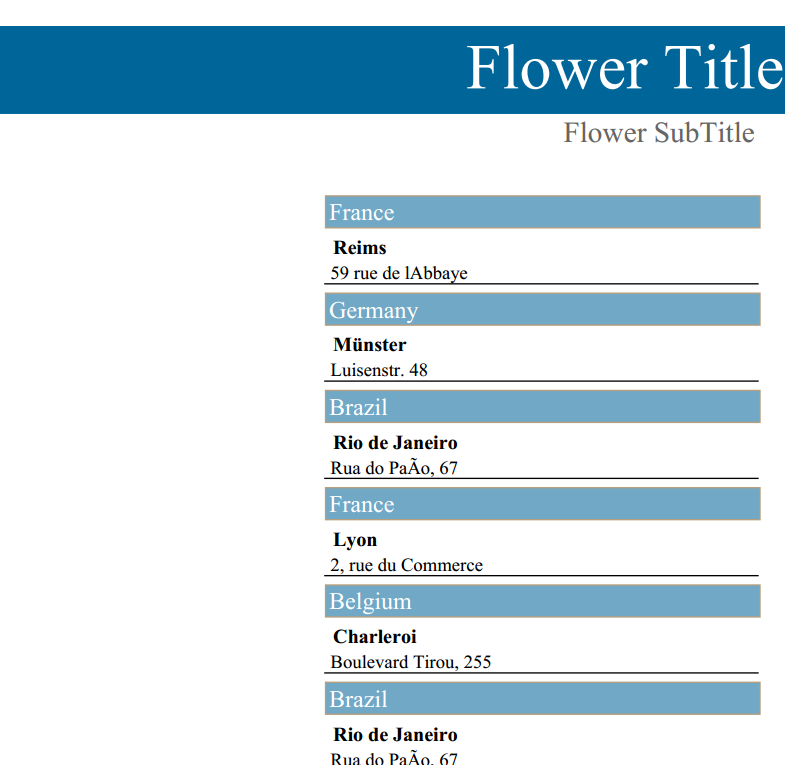 Flower Title
Flower SubTitle
France
Reims
59 rue de lAbbaye
Germany
Münster
Luisenstr. 48
Brazil
Rio de Janeiro
Rua do PaÃo, 67
France
Lyon
2, rue du Commerce
Belgium
Charleroi
Boulevard Tirou, 255
Brazil
Rio de Janeiro
Rua do PaÃo, 67